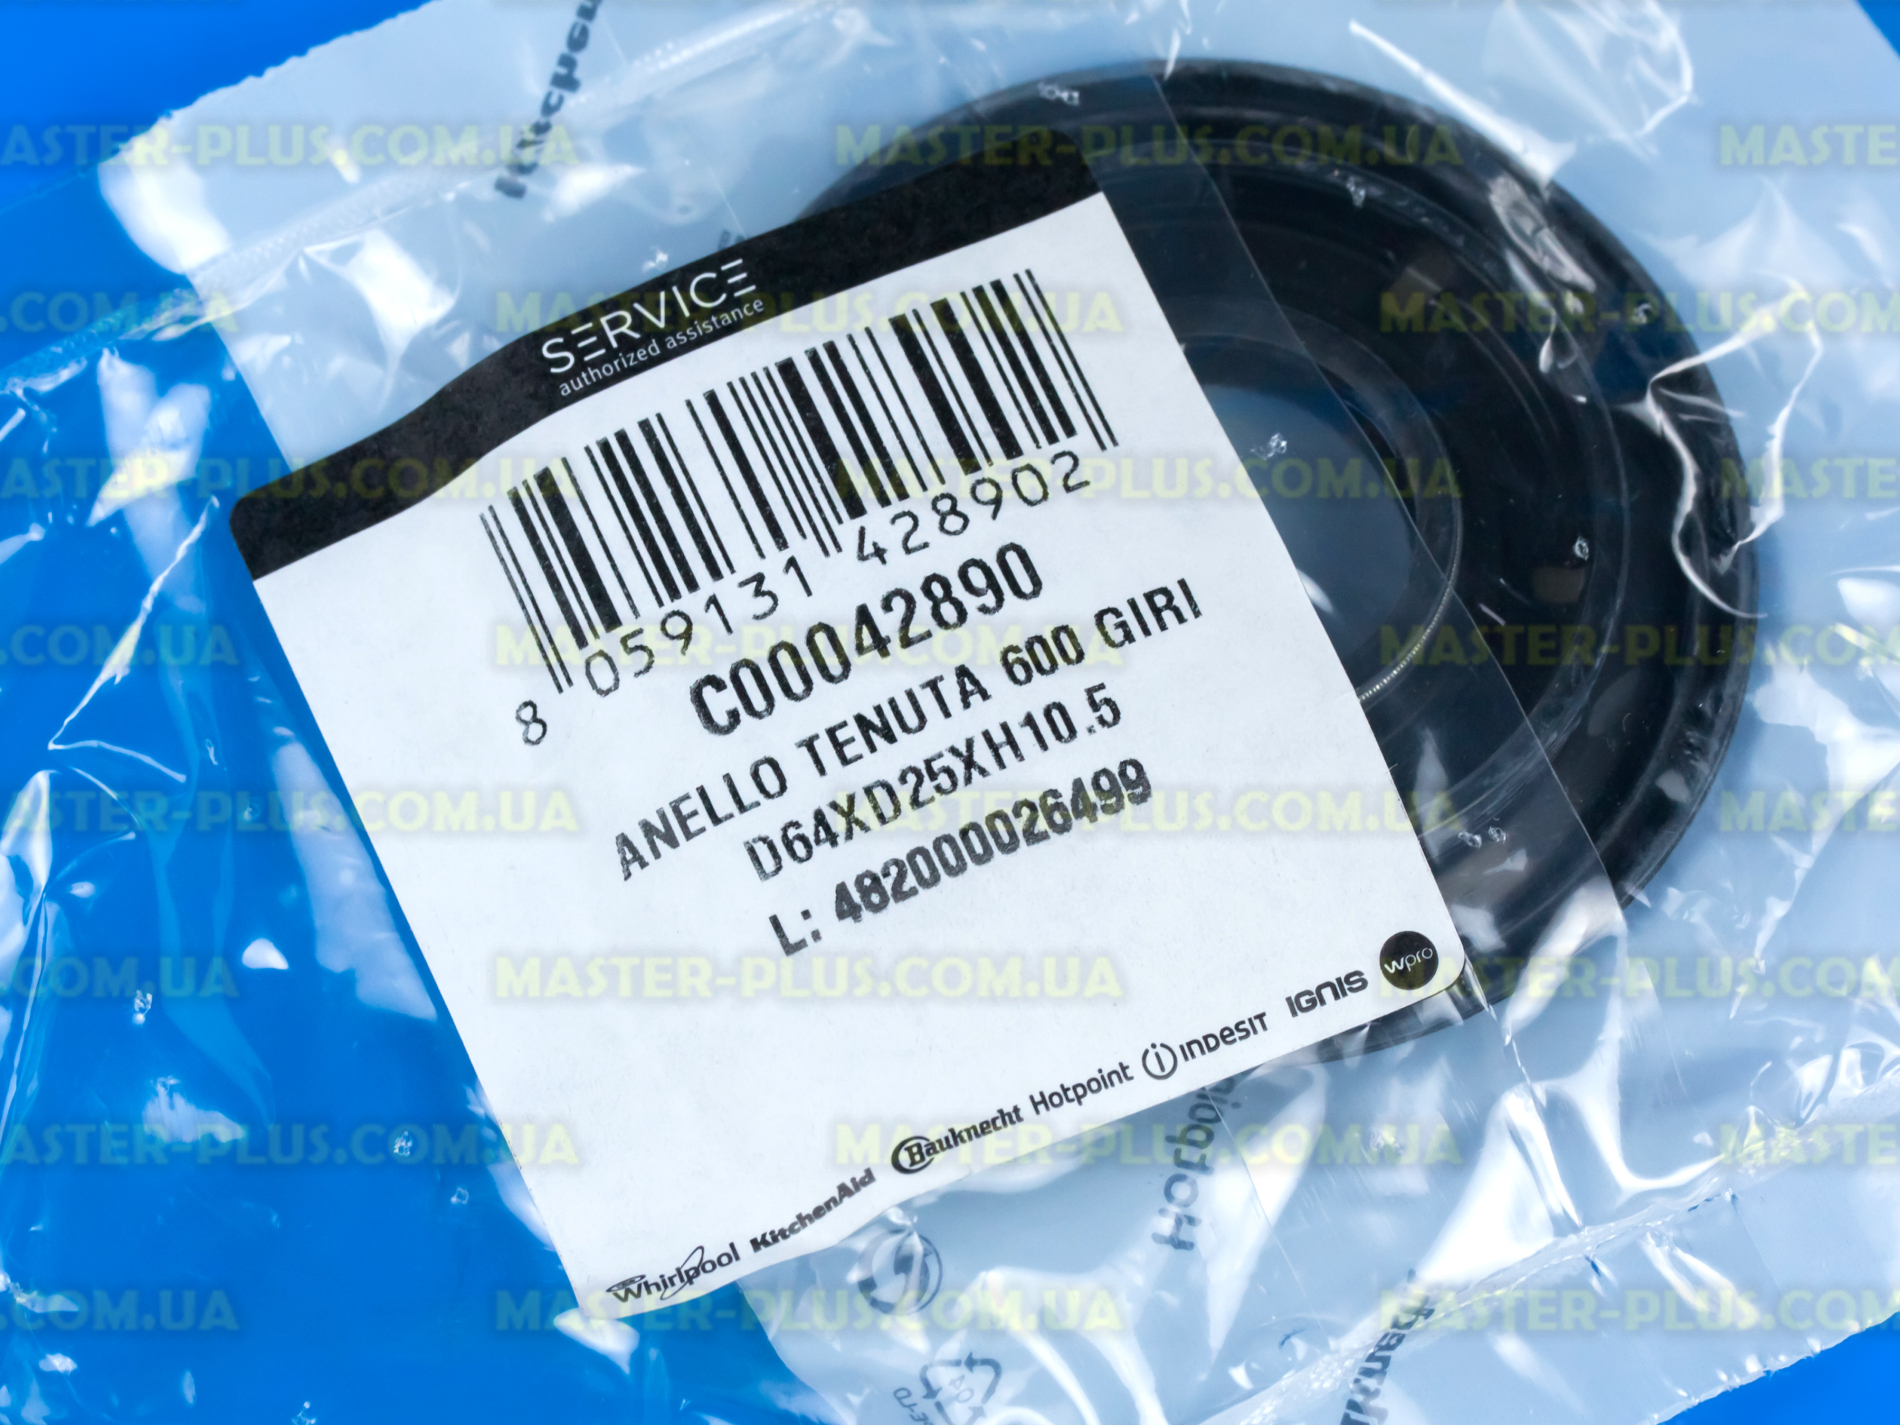 SERVICE
authorized assistance
8 059131 428902
C00042890
ANELLO TENUTA 600 GIRI
D64XD25XH10.5
L: 482000026499
Whirlpool KitchenAid Bauknecht Hotpoint indesit IGNIS wpro
MASTER-PLUS.COM.UA